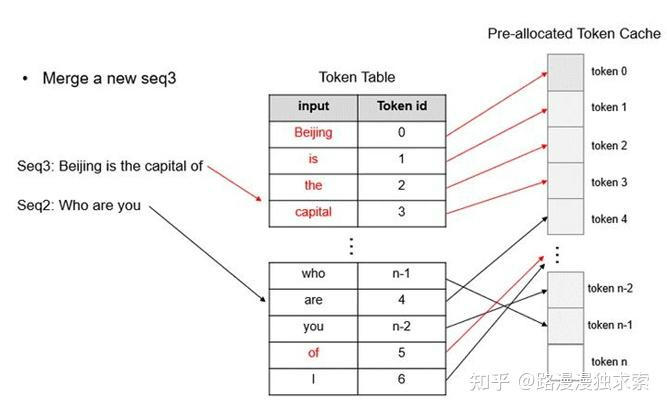 Pre-allocated Token Cache
• Merge a new seq3
Token Table
input Token id
Beijing 0
is 1
the 2
capital 3
Seq3: Beijing is the capital of
Seq2: Who are you
who n-1
are 4
you n-2
of 5
I 6
token 0
token 1
token 2
token 3
token 4
token n-2
token n-1
token n
知乎 @路漫漫独求索